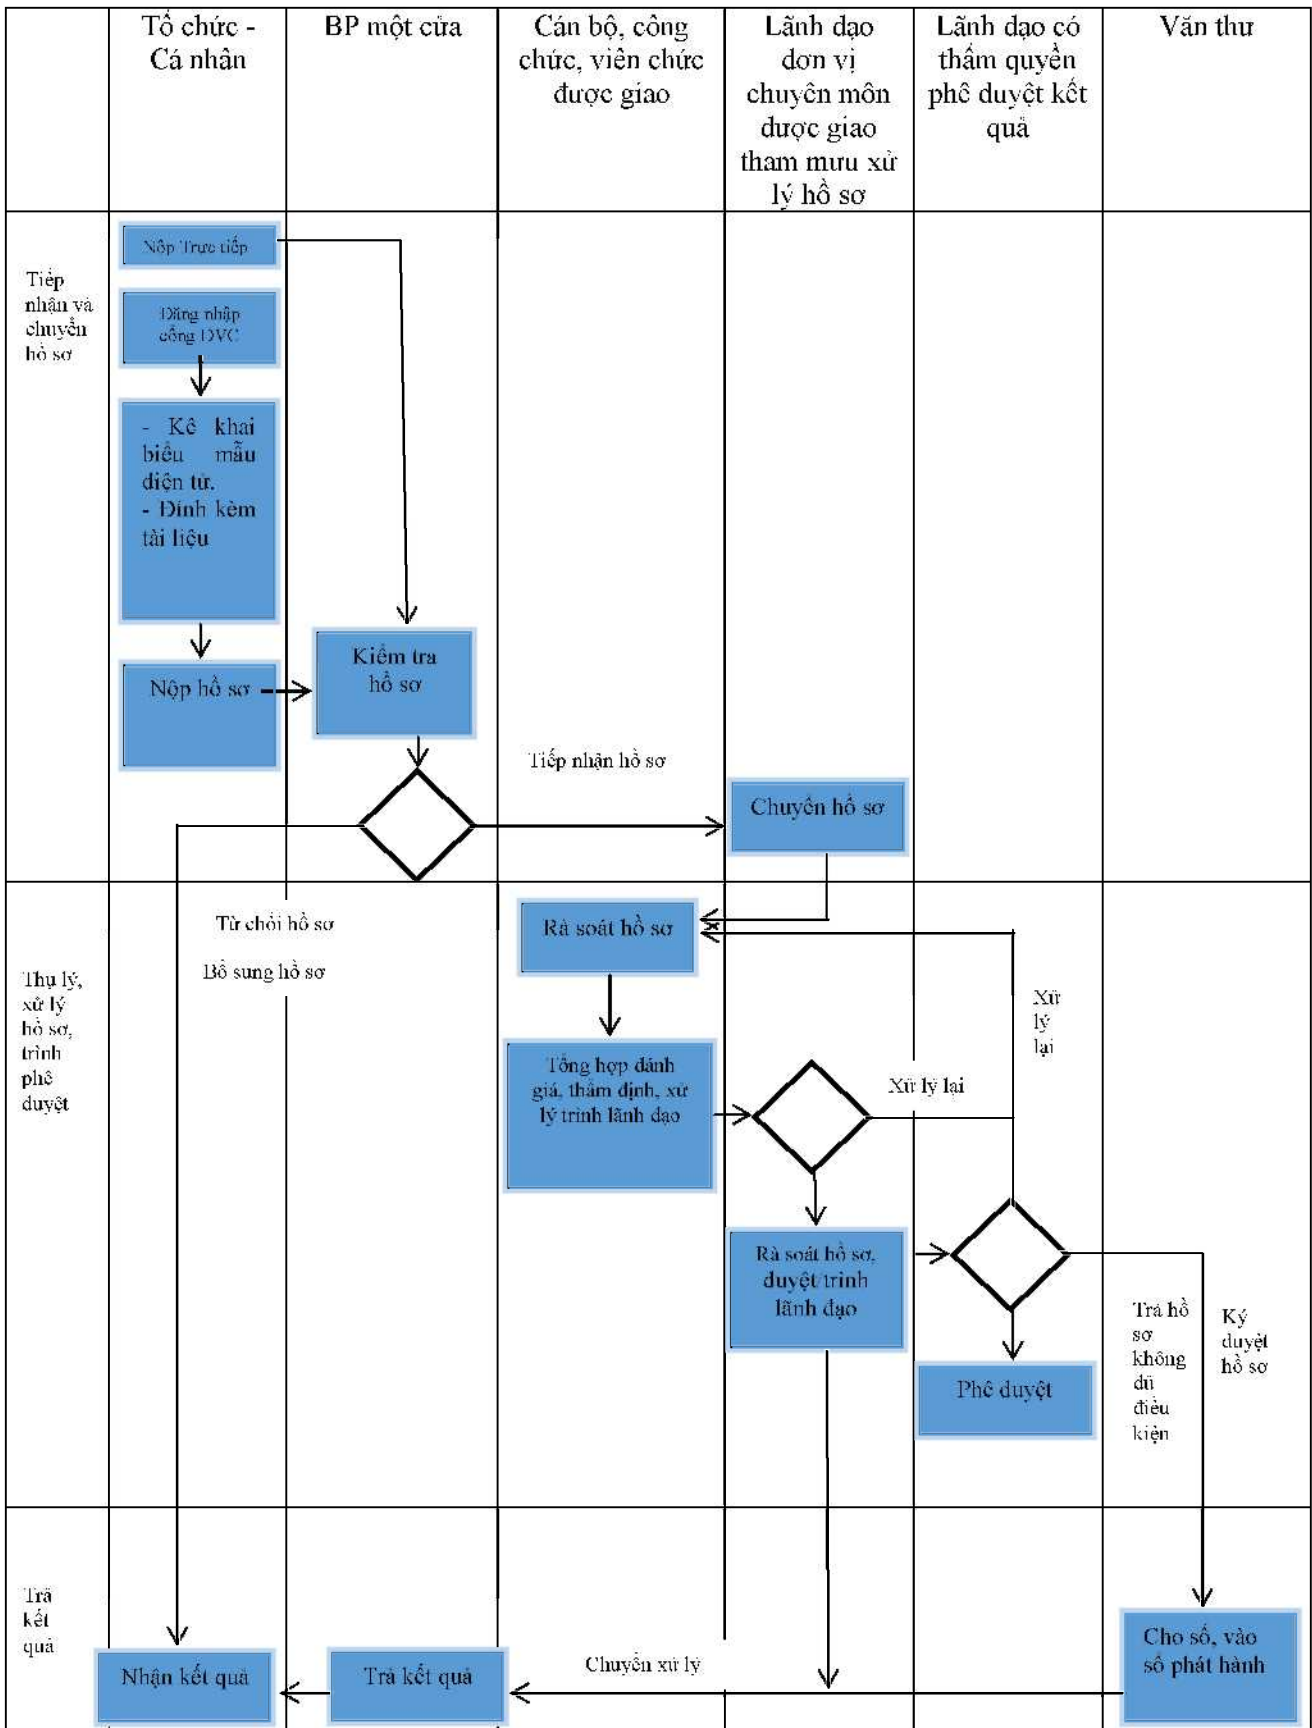 Tổ chức -
Cá nhân
BP một cửa
Cán bộ, công
chức, viên chức
được giao
Lãnh đạo
đơn vị
chuyên môn
được giao
tham mưu xử
lý hồ sơ
Lãnh đạo có
thẩm quyền
phê duyệt kết
quả
Văn thư
Tiếp
nhận và
chuyển
hồ sơ
Nộp Trực tiếp
Đăng nhập
cổng DVC
- Kê khai
biểu mẫu
điện tử.
- Đính kèm
tài liệu
Nộp hồ sơ
Kiểm tra
hồ sơ
Tiếp nhận hồ sơ
Chuyển hồ sơ
Thụ lý,
xử lý
hồ sơ,
trình
phê
duyệt
Từ chối hồ sơ
Bổ sung hồ sơ
Rà soát hồ sơ
Tổng hợp đánh
giá, thẩm định, xử
lý trình lãnh đạo
Xử lý lại
Xử
lý
lại
Rà soát hồ sơ,
duyệt/trình
lãnh đạo
Phê duyệt
Trả hồ
sơ
không
đủ
điều
kiện
Ký
duyệt
hồ sơ
Trả
kết
quả
Nhận kết quả
Trả kết quả
Chuyển xử lý
Cho số, vào
sổ phát hành